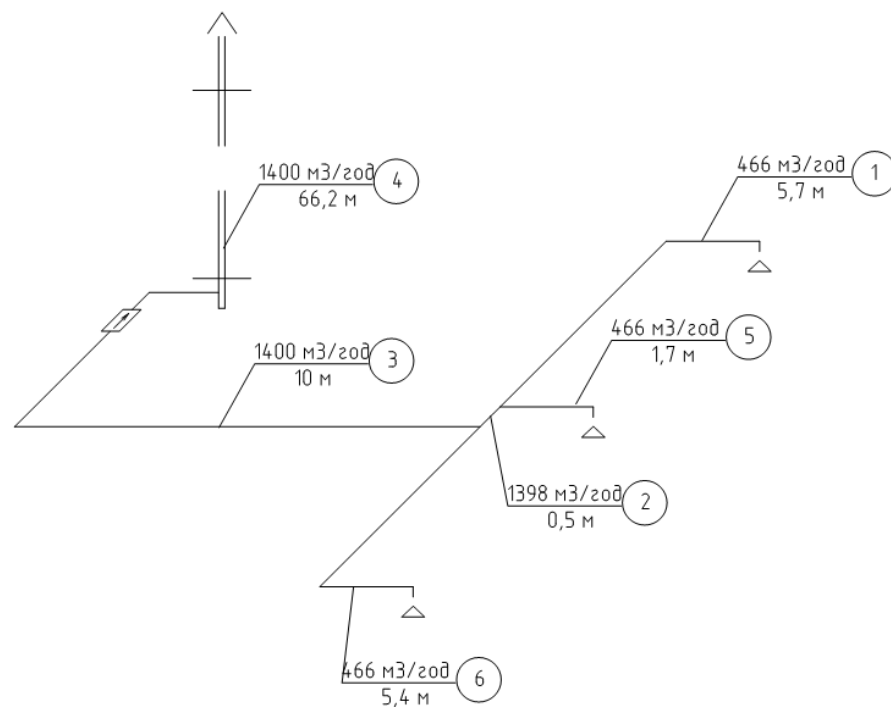 1400 м3/год
66,2 м
4
466 м3/год
5,7 м
1
1400 м3/год
10 м
3
466 м3/год
1,7 м
5
1398 м3/год
0,5 м
2
466 м3/год
5,4 м
6